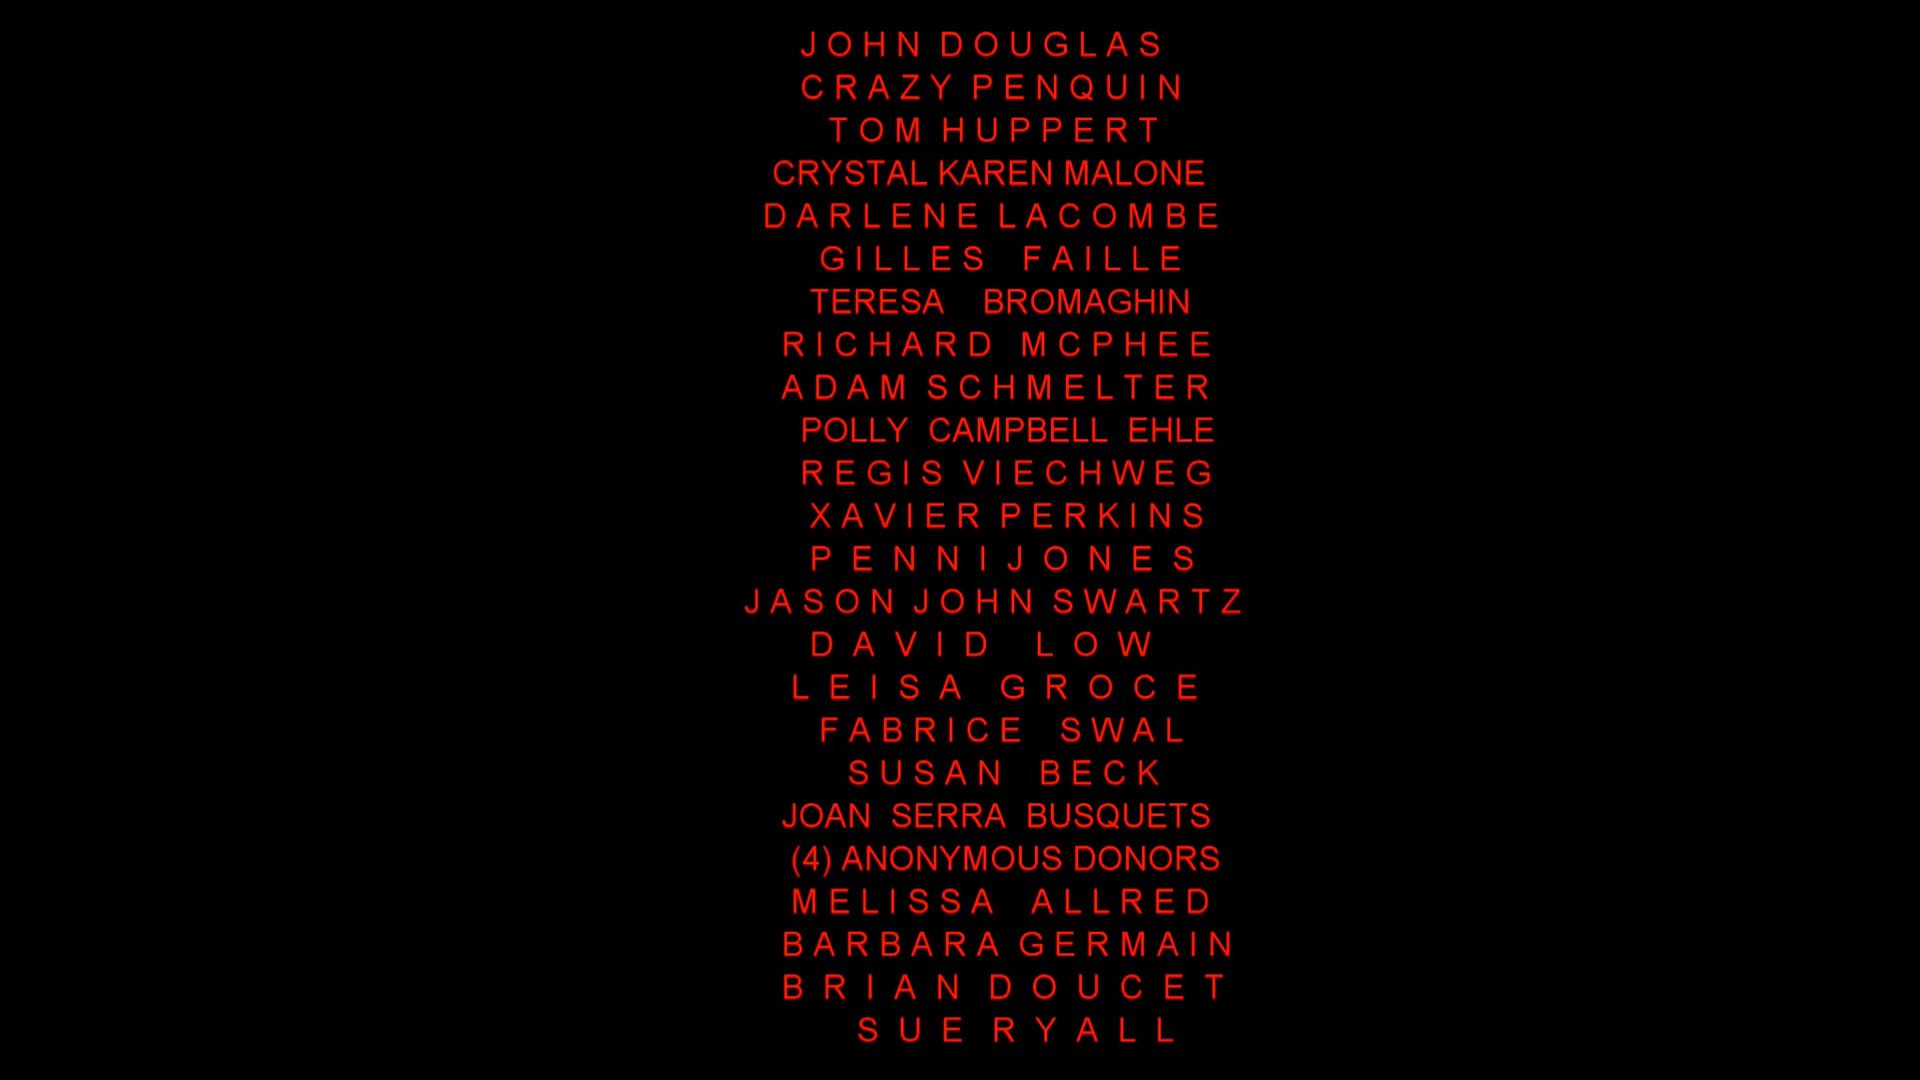 JOHN DOUGLAS
CRAZY PENQUIN
TOM HUPPERT
CRYSTAL KAREN MALONE
DARLENE LACOMBE
GILLES FAILLE
TERESA BROMAGHIN
RICHARD MCPHEE
ADAM SCHMELTER
POLLY CAMPBELL EHLE
REGIS VIECHWEG
XAVIER PERKINS
PENNIJONES
JASON JOHN SWARTZ
DAVID LOW
LEISA GROCE
FABRICE SWAL
SUSAN BECK
JOAN SERRA BUSQUETS
(4) ANONYMOUS DONORS
MELISSA ALLRED
BARBARA GERMAIN
BRIAN DOUCET
SUE RYALL